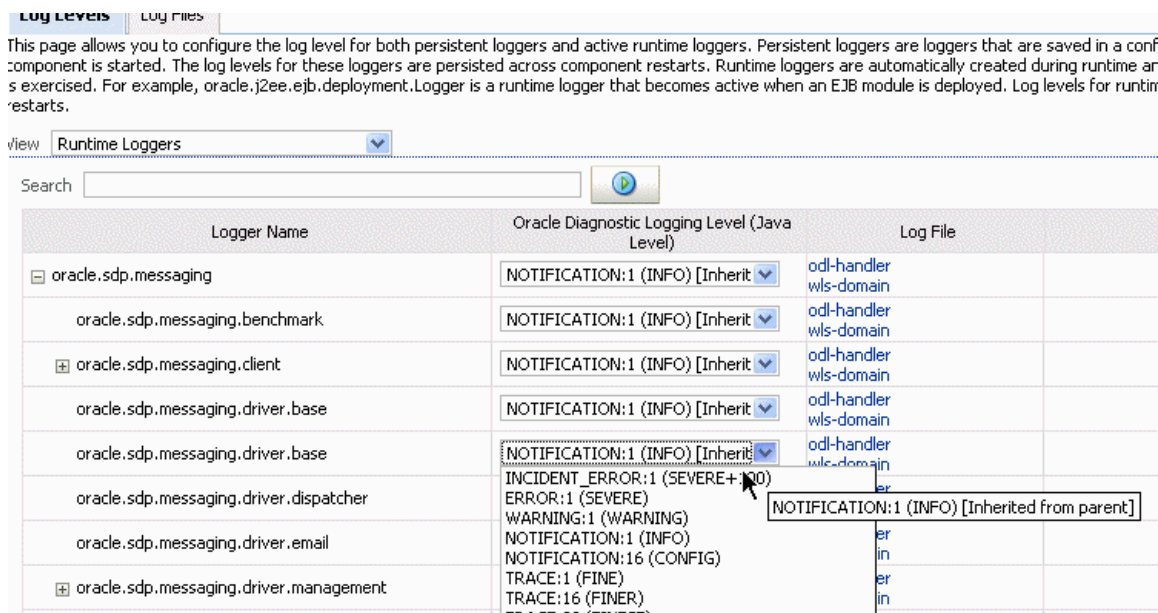 Log Levels Log Files
This page allows you to configure the log level for both persistent loggers and active runtime loggers. Persistent loggers are loggers that are saved in a conf
component is started. The log levels for these loggers are persisted across component restarts. Runtime loggers are automatically created during runtime an
is exercised. For example, oracle.j2ee.ejb.deployment.Logger is a runtime logger that becomes active when an EJB module is deployed. Log levels for runtim
restarts.
View Runtime Loggers
Search
Logger Name Oracle Diagnostic Logging Level (Java Level) Log File
oracle.sdp.messaging NOTIFICATION:1 (INFO) [Inherit odl-handler
wls-domain
oracle.sdp.messaging.benchmark NOTIFICATION:1 (INFO) [Inherit odl-handler
wls-domain
oracle.sdp.messaging.client NOTIFICATION:1 (INFO) [Inherit odl-handler
wls-domain
oracle.sdp.messaging.driver.base NOTIFICATION:1 (INFO) [Inherit odl-handler
wls-domain
oracle.sdp.messaging.driver.base NOTIFICATION:1 (INFO) [Inherit odl-handler
wls-domain
INCIDENT_ERROR:1 (SEVERE+100)
oracle.sdp.messaging.driver.dispatcher ERROR:1 (SEVERE) er
NOTIFICATION:1 (INFO) [Inherited from parent]
WARNING:1 (WARNING)
oracle.sdp.messaging.driver.email NOTIFICATION:1 (INFO) er
NOTIFICATION:16 (CONFIG) in
TRACE:1 (FINE) er
oracle.sdp.messaging.driver.management
TRACE:16 (FINER) in